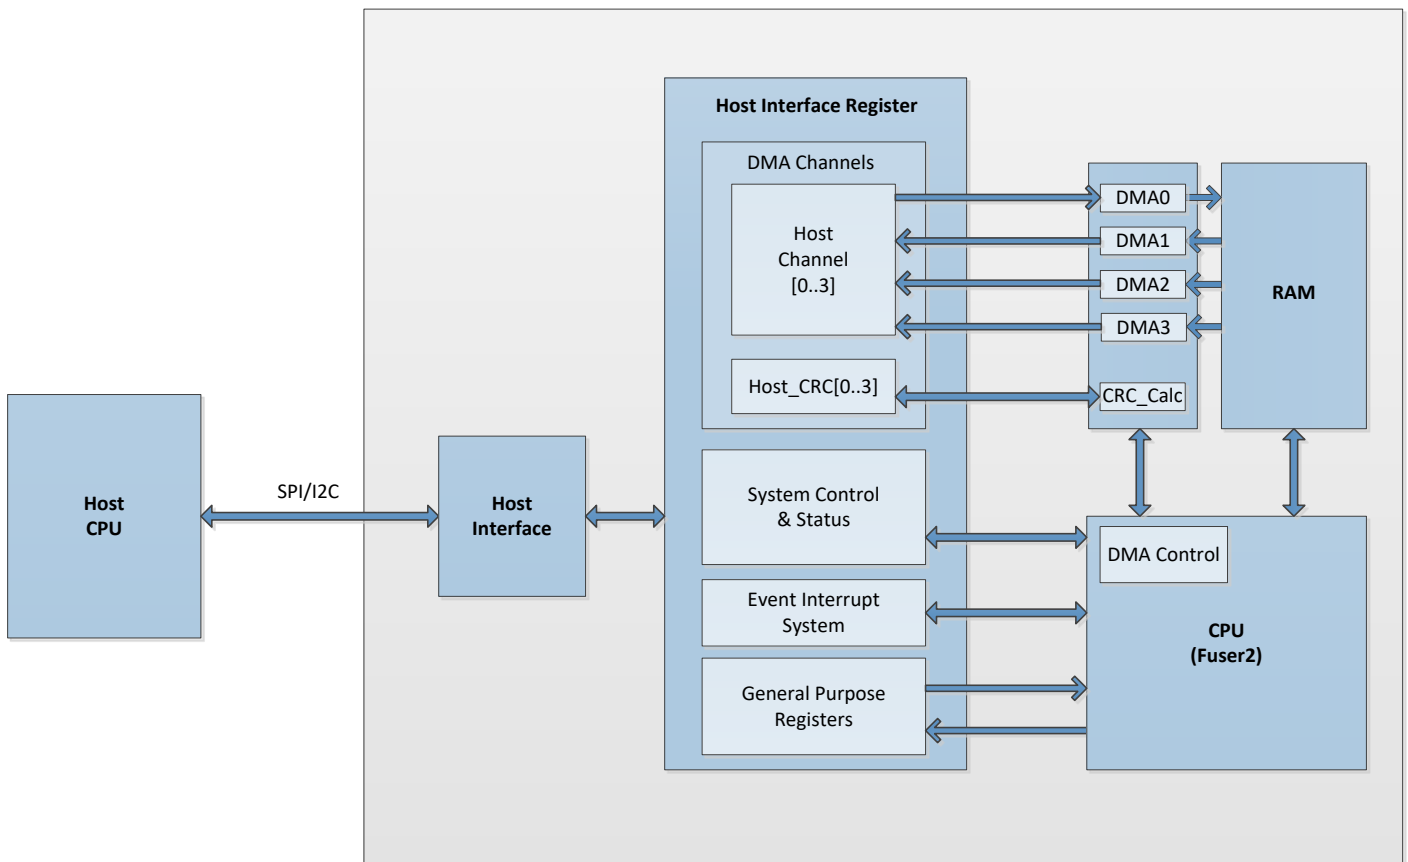 Host Interface Register
DMA Channels
Host
Channel
[0..3]
Host_CRC[0..3]
DMA0
DMA1
DMA2
DMA3
CRC_Calc
RAM
Host
CPU
SPI/I2C
Host
Interface
System Control
& Status
Event Interrupt
System
General Purpose
Registers
DMA Control
CPU
(Fuser2)